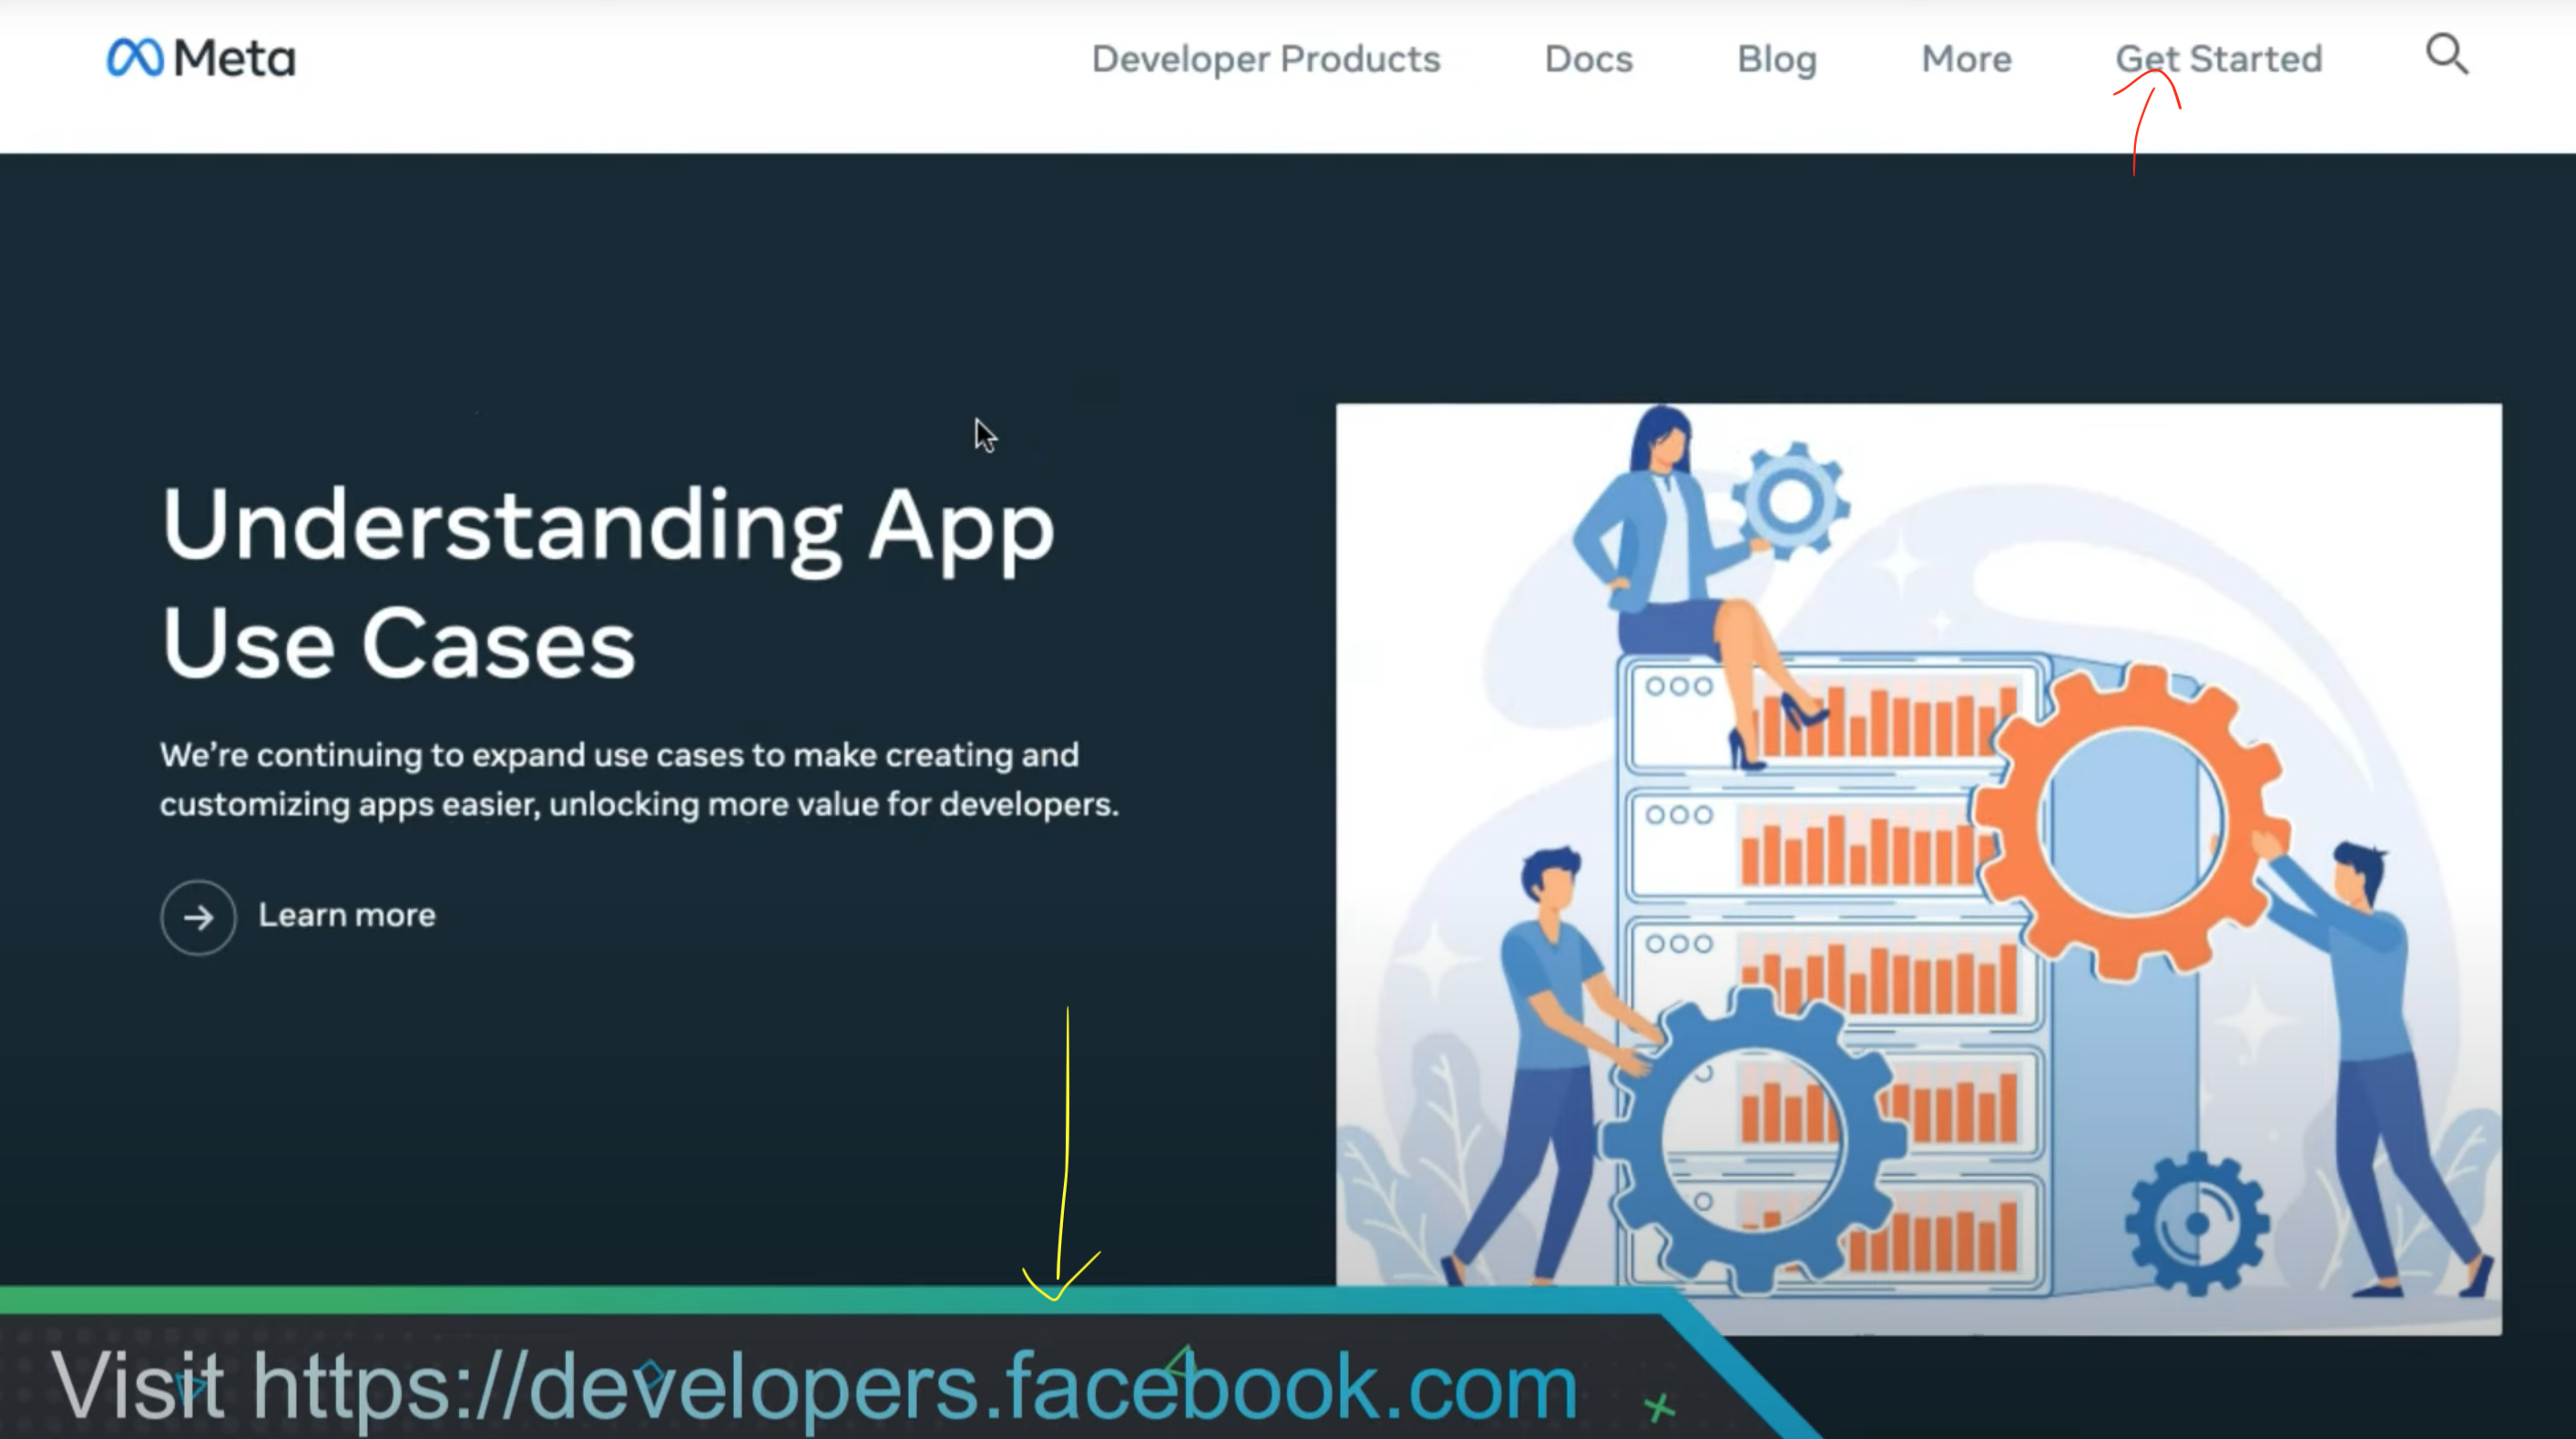 Meta
Developer Products
Docs
Blog
More
Get Started
Understanding App
Use Cases
We’re continuing to expand use cases to make creating and
customizing apps easier, unlocking more value for developers.
Learn more
Visit https://developers.facebook.com